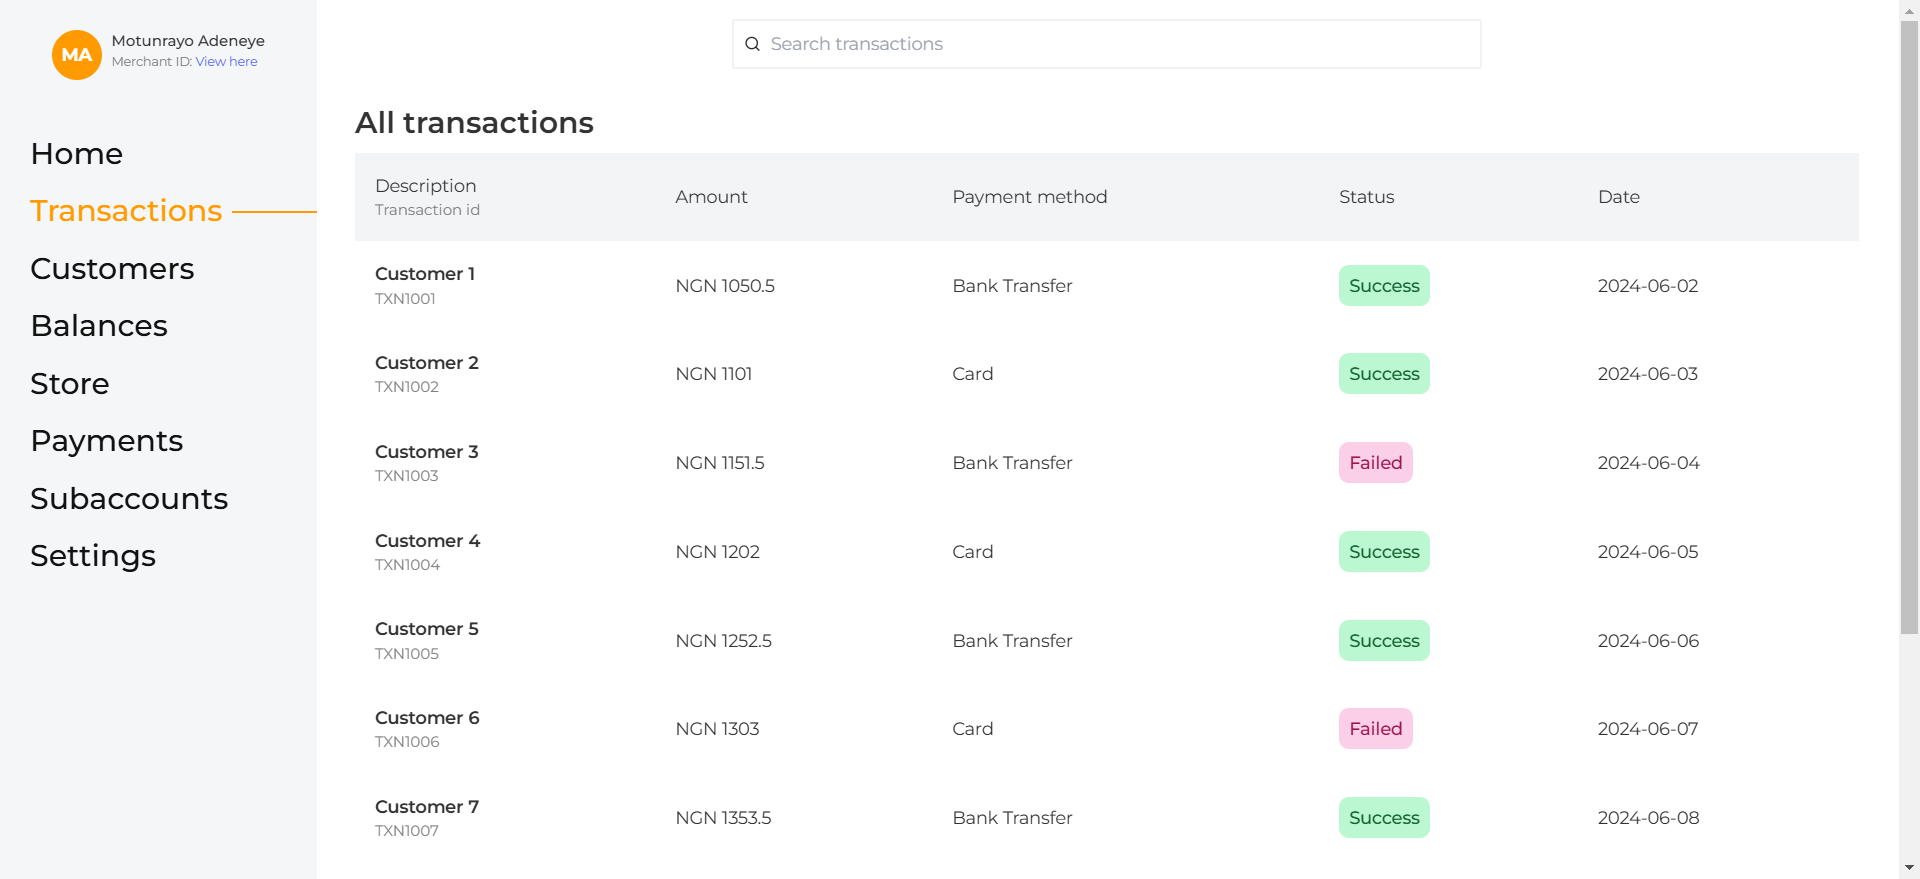 MA
Motunrayo Adeneye
Merchant ID: View here
Home
Transactions
Customers
Balances
Store
Payments
Subaccounts
Settings
Search transactions
All transactions
Description
Transaction id
Amount
Payment method
Status
Date
Customer 1
TXN1001
NGN 1050.5
Bank Transfer
Success
2024-06-02
Customer 2
TXN1002
NGN 1101
Card
Success
2024-06-03
Customer 3
TXN1003
NGN 1151.5
Bank Transfer
Failed
2024-06-04
Customer 4
TXN1004
NGN 1202
Card
Success
2024-06-05
Customer 5
TXN1005
NGN 1252.5
Bank Transfer
Success
2024-06-06
Customer 6
TXN1006
NGN 1303
Card
Failed
2024-06-07
Customer 7
TXN1007
NGN 1353.5
Bank Transfer
Success
2024-06-08